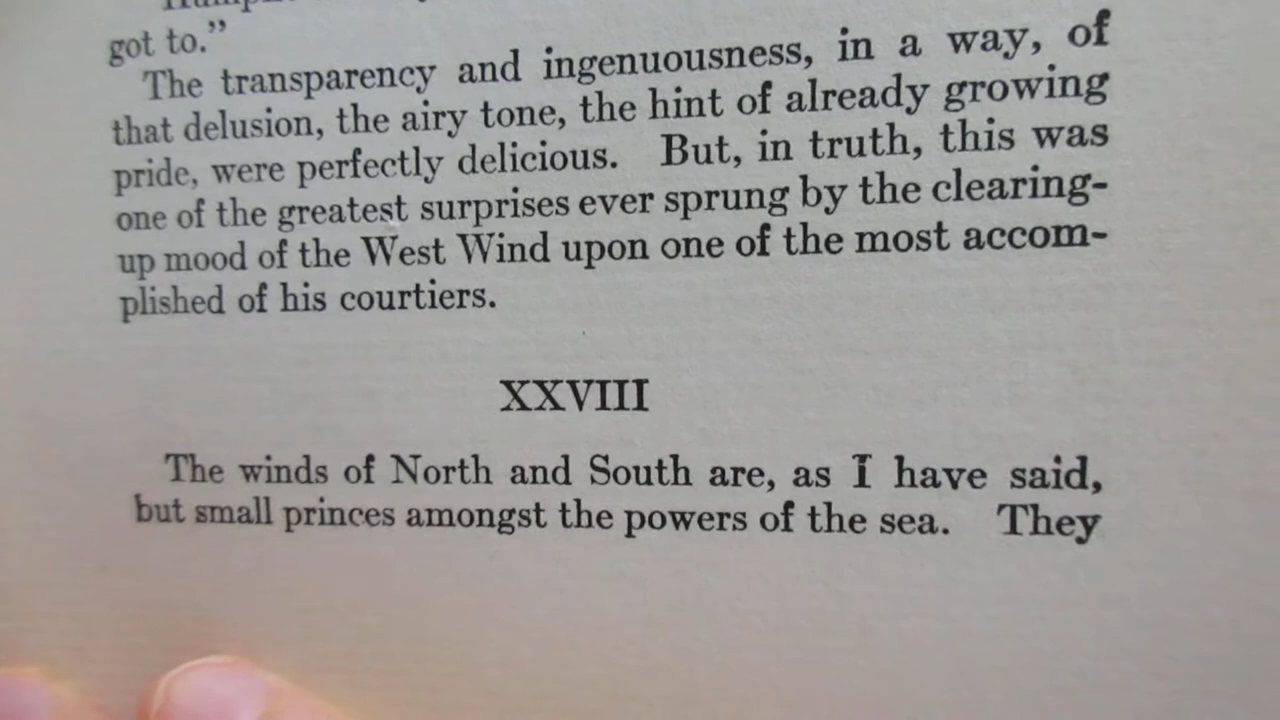 got to.”
The transparency and ingenuousness, in a way, of
that delusion, the airy tone, the hint of already growing
pride, were perfectly delicious. But, in truth, this was
one of the greatest surprises ever sprung by the clearing-
up mood of the West Wind upon one of the most accom-
plished of his courtiers.
XXVIII
The winds of North and South are, as I have said,
but small princes amongst the powers of the sea. They